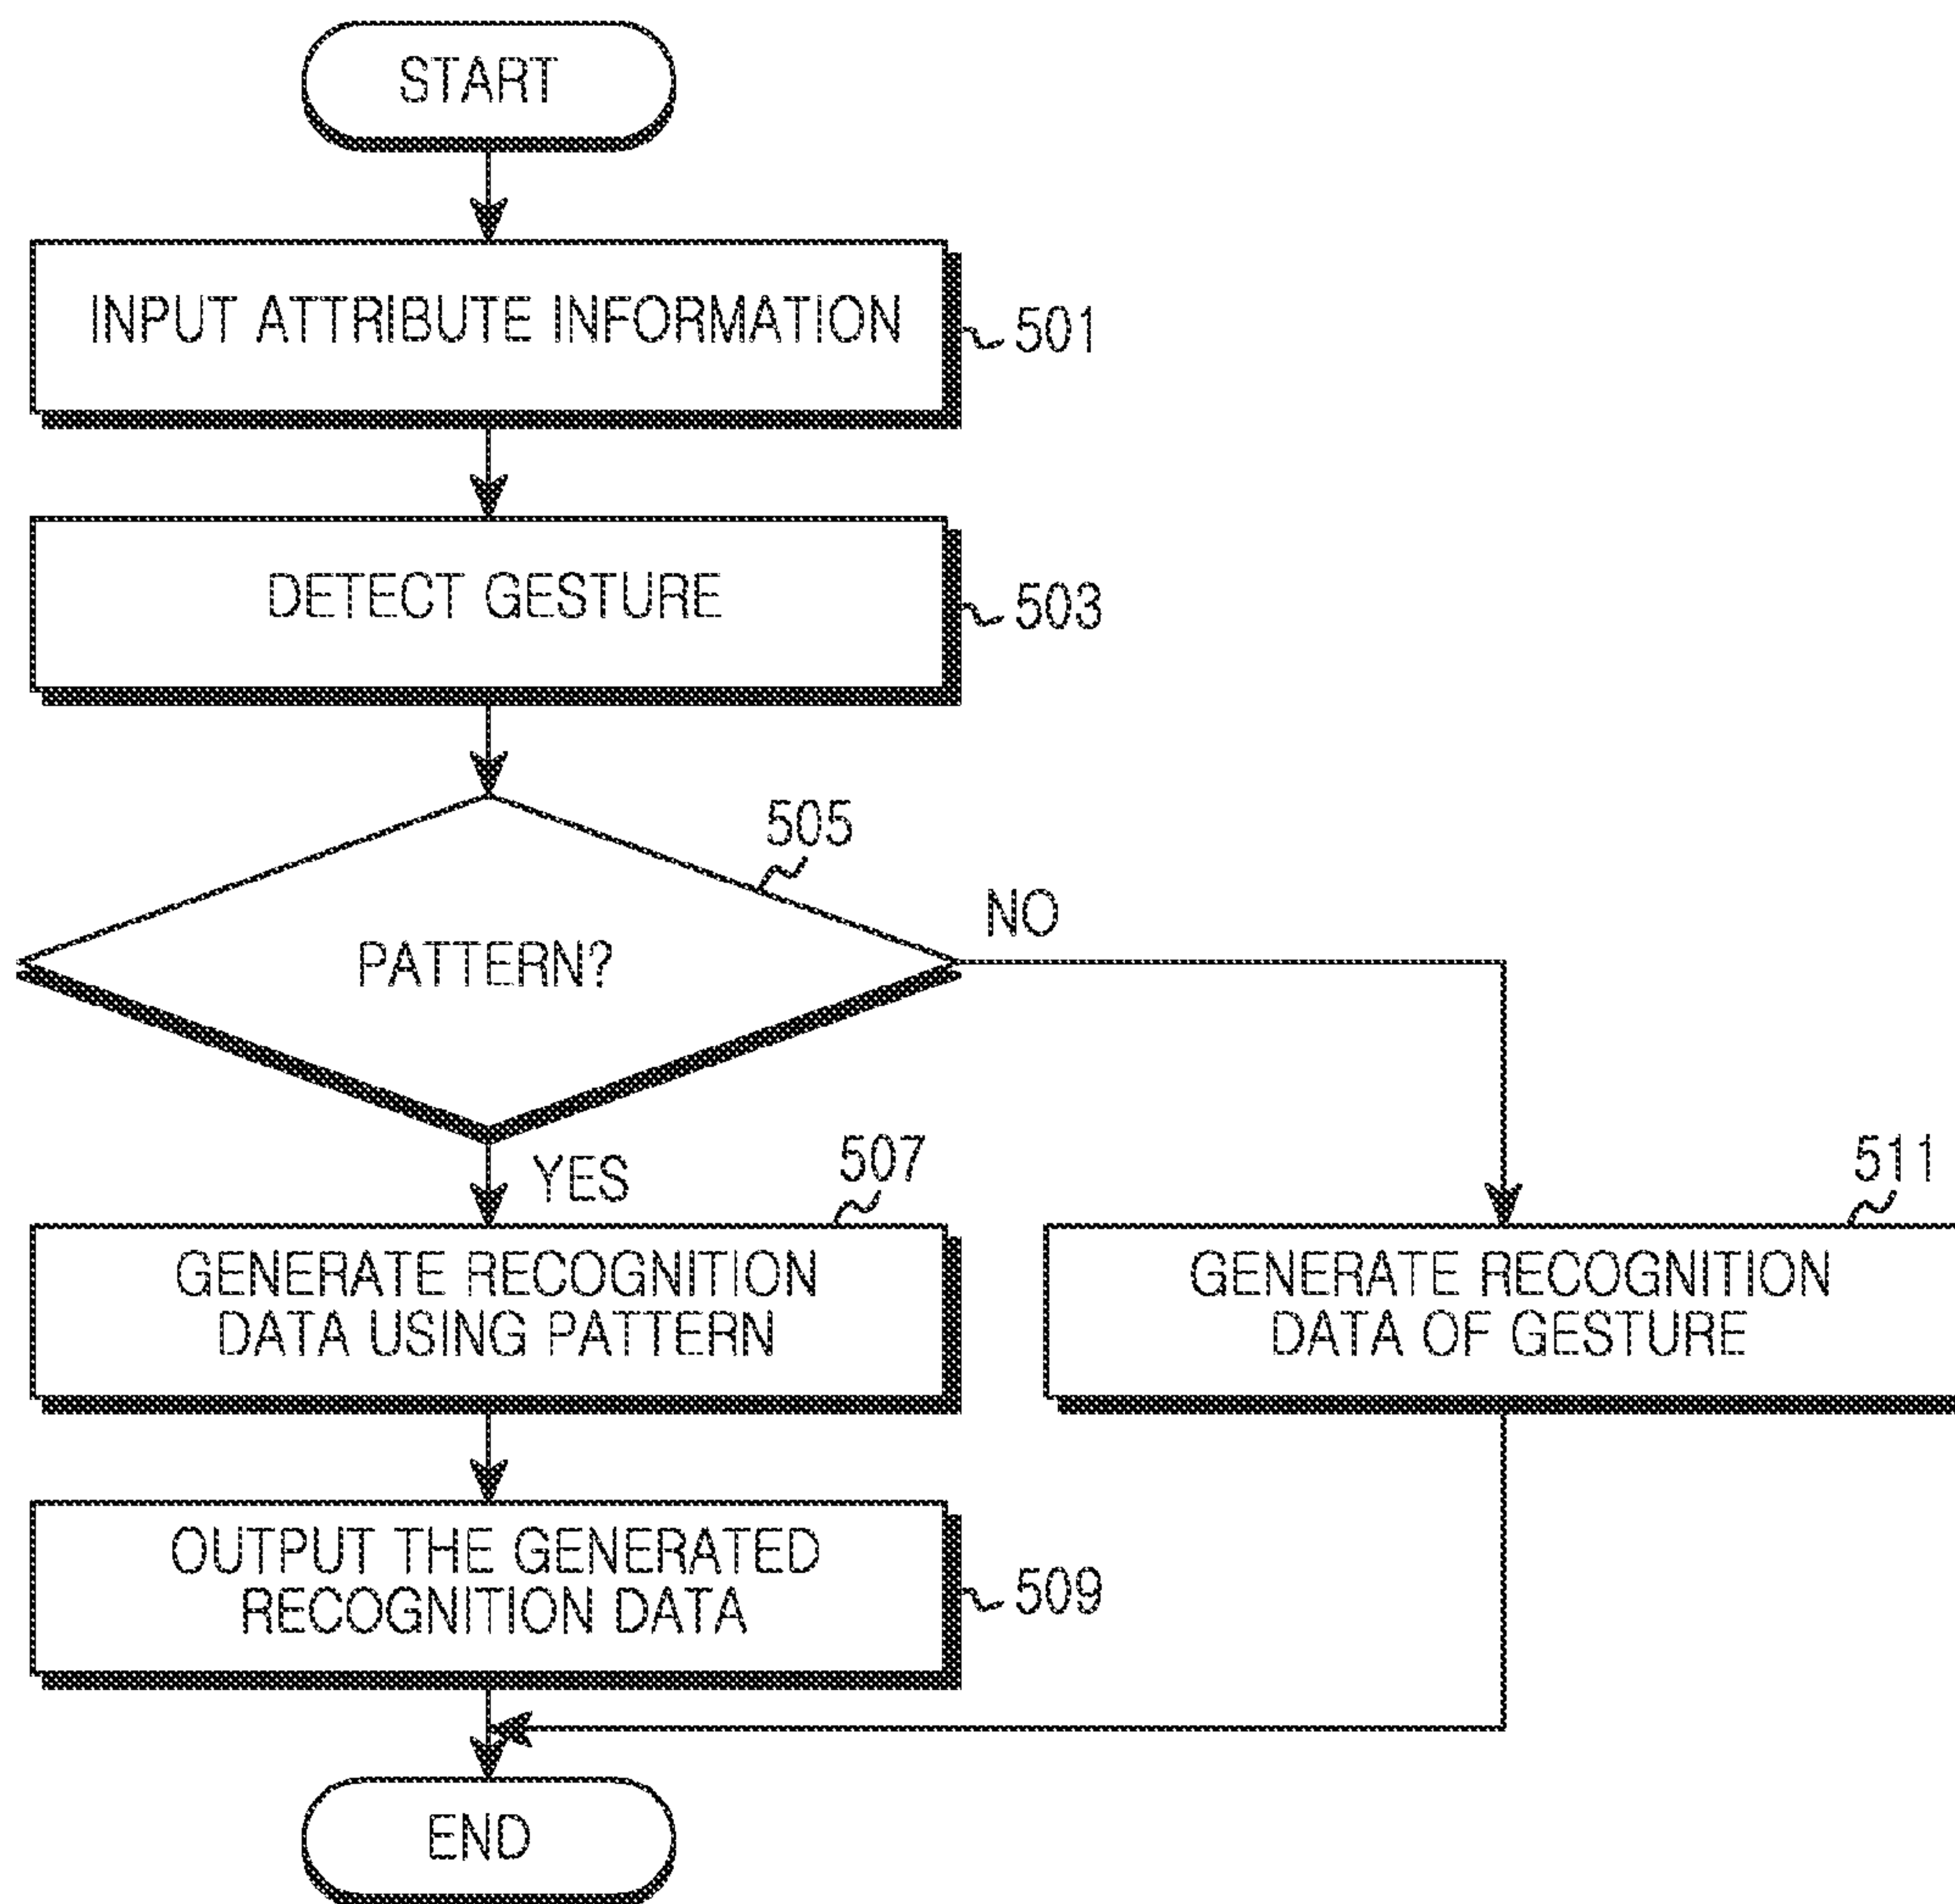 START
INPUT ATTRIBUTE INFORMATION
501
DETECT GESTURE
503
505
PATTERN?
NO
YES
507
GENERATE RECOGNITION
DATA USING PATTERN
511
GENERATE RECOGNITION
DATA OF GESTURE
OUTPUT THE GENERATED
RECOGNITION DATA
509
END